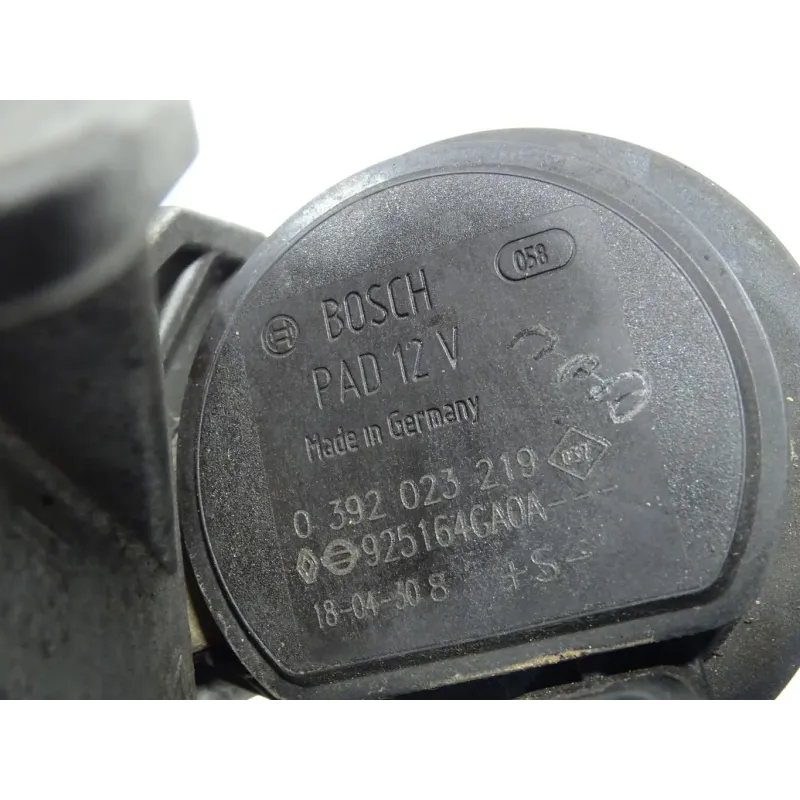 058
BOSCH
PAD 12 V
Made in Germany
0 392 023 219
925164GA0A---
18-04-30 8 +S-